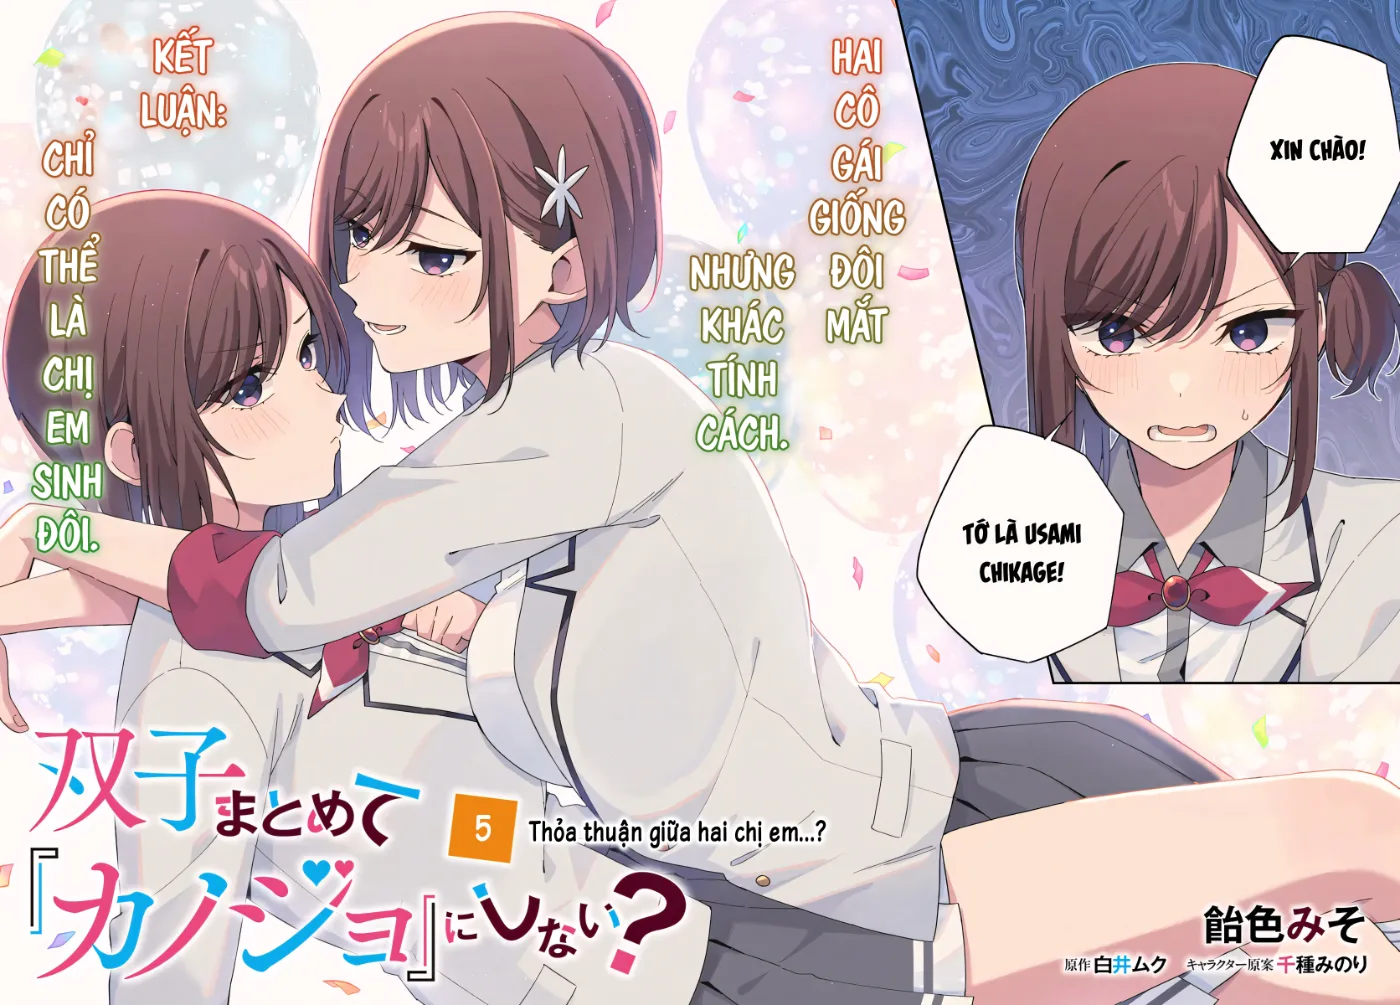 XIN CHÀO!
TỚ LÀ USAMI
CHIKAGE!
HAI
CÔ
GÁI
GIỐNG
ĐÔI
MẮT
NHƯNG
KHÁC
TÍNH
CÁCH.
KẾT
LUẬN:
CHỈ
CÓ
THỂ
LÀ
CHỊ
EM
SINH
ĐÔI.
双子まとめて
『カノジョ』にしない?
5
Thỏa thuận giữa hai chị em...?
飴色みそ
原作 白井ムク キャラクター原案 千種みのり